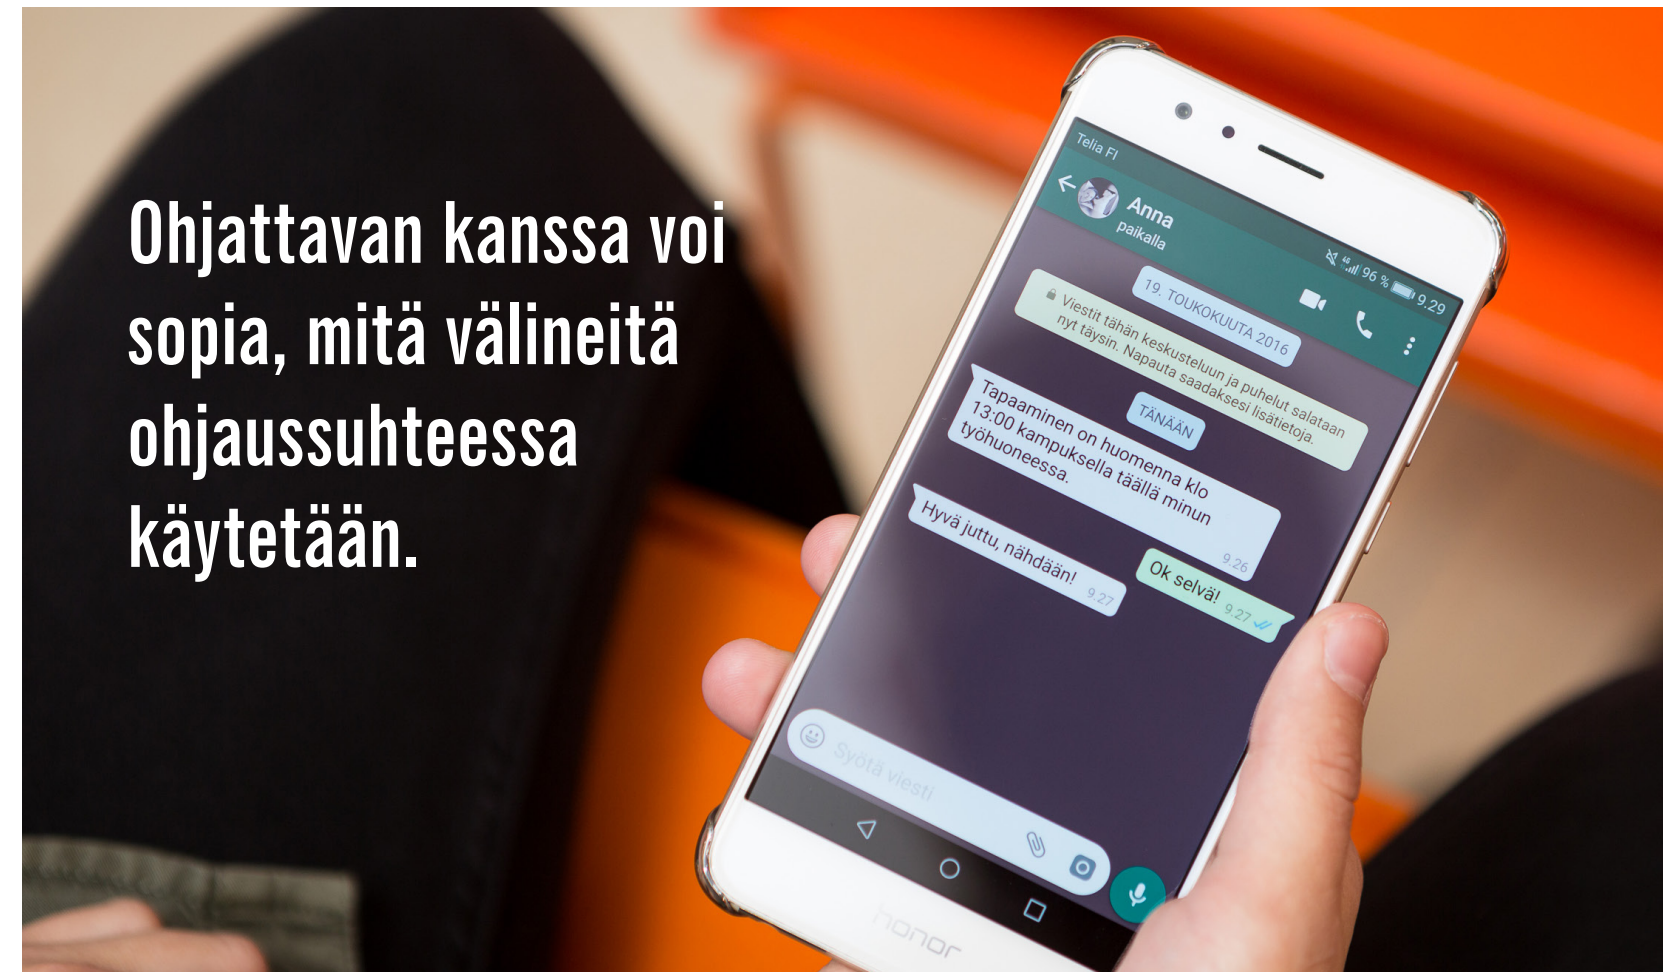 Ohjattavan kanssa voi
sopia, mitä välineitä
ohjaussuhteessa
käytetään.
Telia FI
4G 96 % 9.29
Anna
paikalla
19. TOUKOKUUTA 2016
Viestit tähän keskusteluun ja puhelut salataan
nyt täysin. Napauta saadaksesi lisätietoja.
TÄNÄÄN
Tapaaminen on huomenna klo
13:00 kampuksella täällä minun
työhuoneessa.
9.26
Ok selvä! 9.27
Hyvä juttu, nähdään! 9.27
Syötä viesti
honor